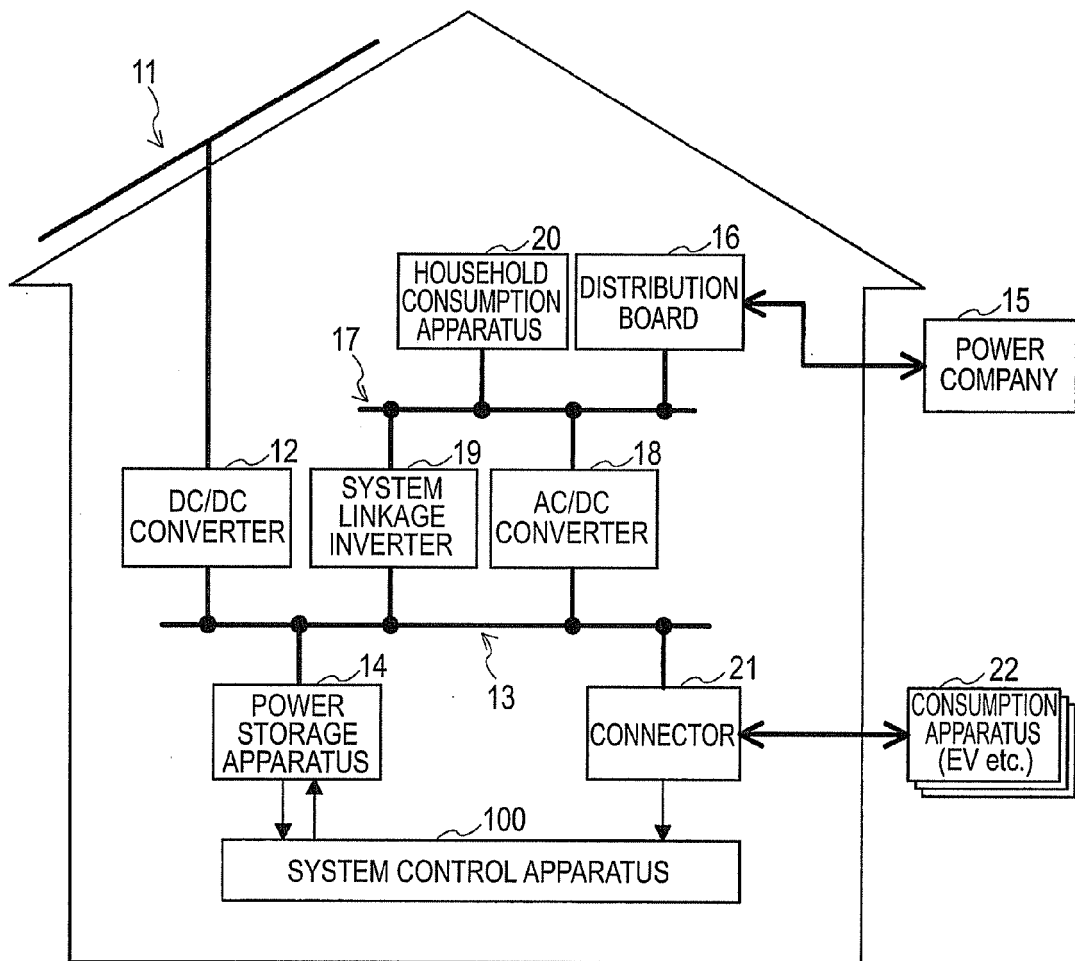 11
20
HOUSEHOLD
CONSUMPTION
APPARATUS
16
DISTRIBUTION
BOARD
15
POWER
COMPANY
17
12
DC/DC
CONVERTER
19
SYSTEM
LINKAGE
INVERTER
18
AC/DC
CONVERTER
13
14
POWER
STORAGE
APPARATUS
21
CONNECTOR
22
CONSUMPTION
APPARATUS
(EV etc.)
100
SYSTEM CONTROL APPARATUS